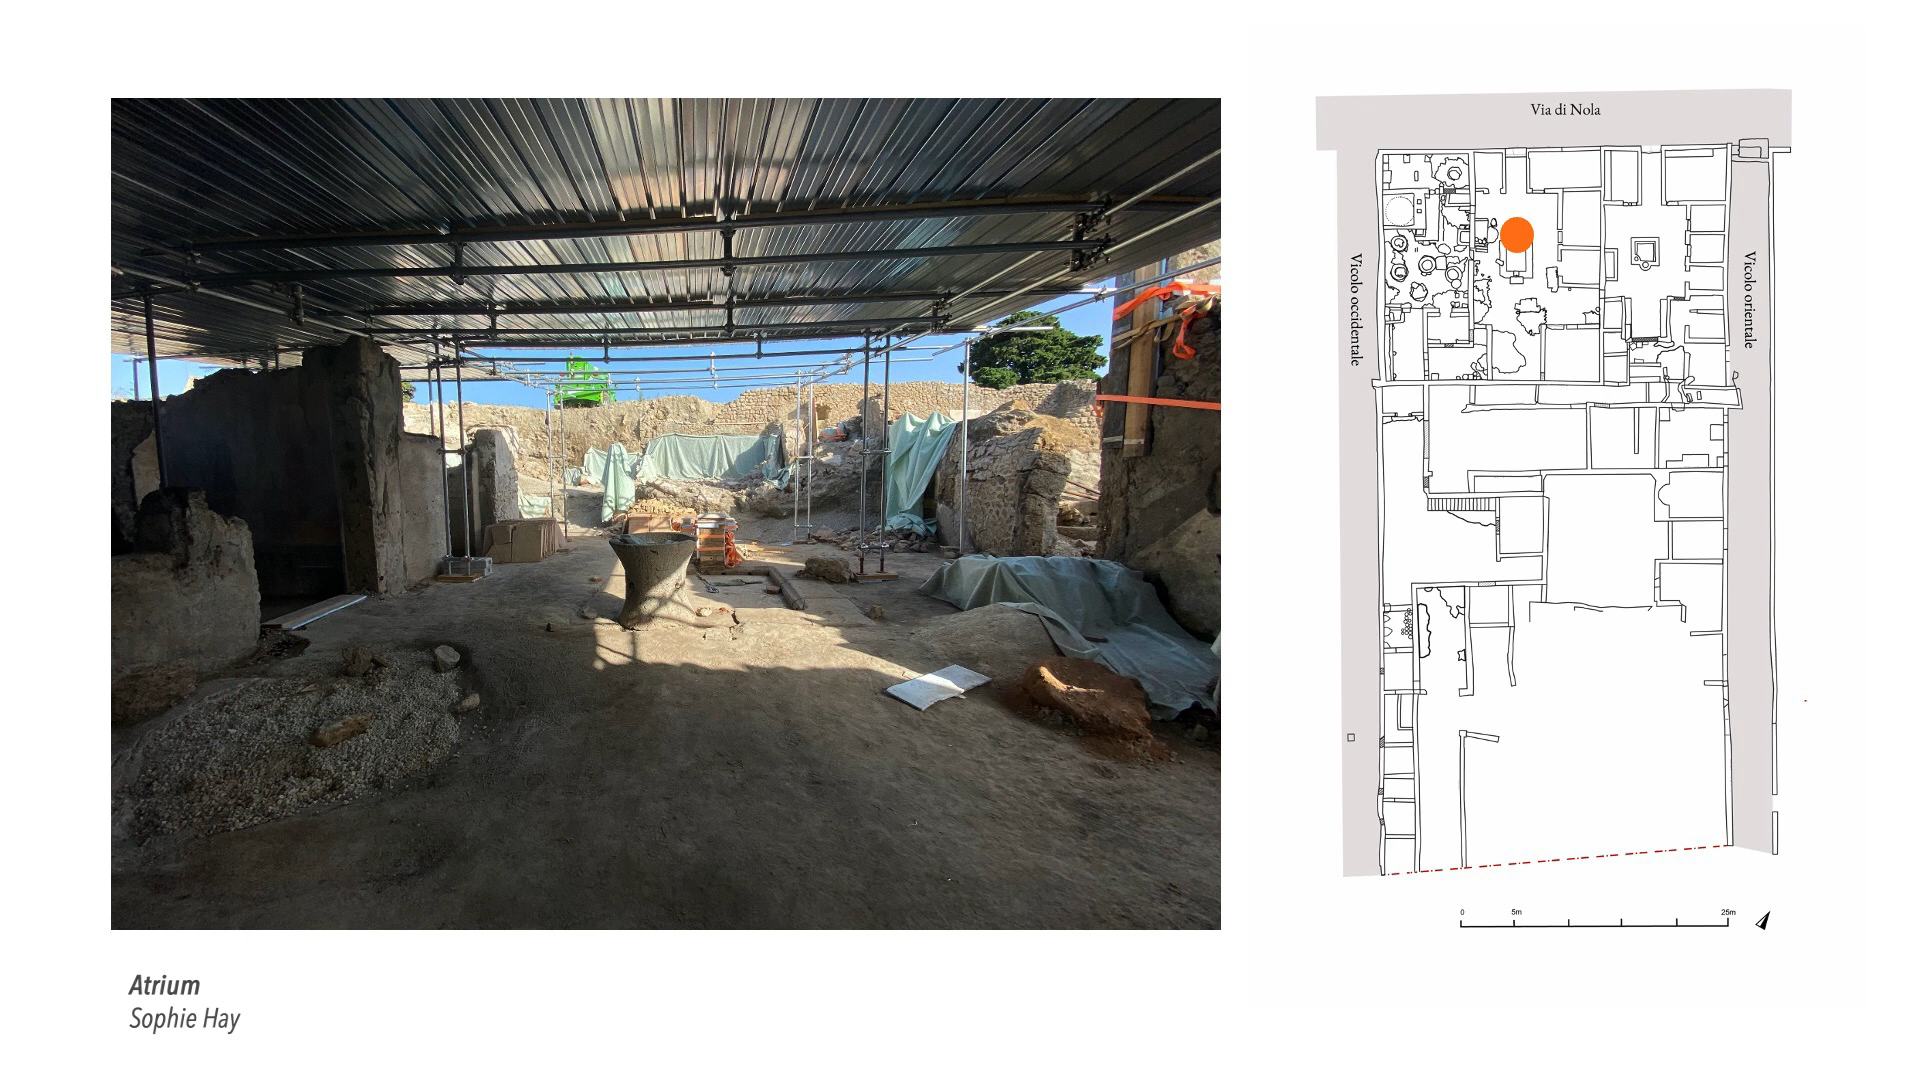 Via di Nola
Vicolo occidentale
Vicolo orientale
0 5m 25m
Atrium
Sophie Hay